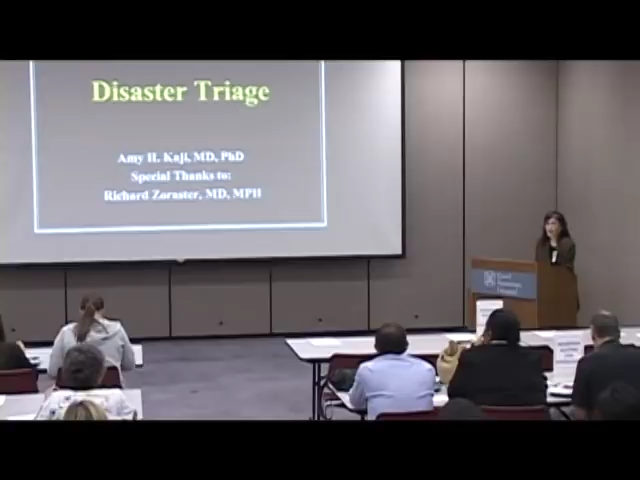 Disaster Triage
Amy H. Kaji, MD, PhD
Special Thanks to:
Richard Zoraster, MD, MPH